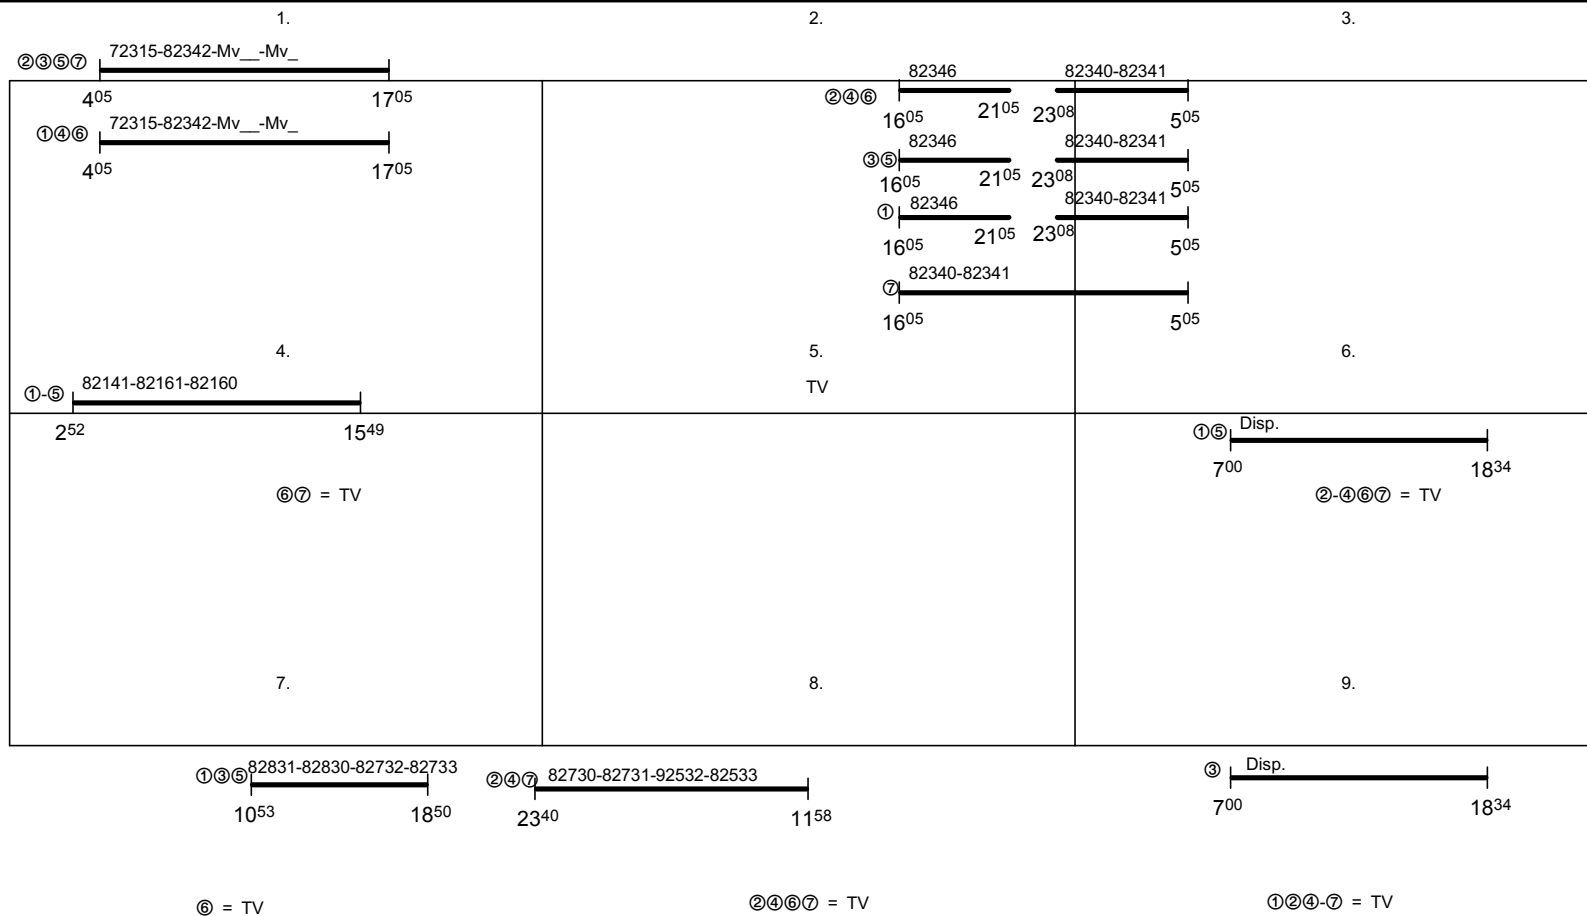 1.
2.
3.
②③⑤⑦ 72315-82342-Mv__-Mv_
4⁰⁵ 17⁰⁵
①④⑥ 72315-82342-Mv__-Mv_
4⁰⁵ 17⁰⁵
②④⑥ 82346 82340-82341
16⁰⁵ 21⁰⁵ 23⁰⁸ 5⁰⁵
③⑤ 82346 82340-82341
16⁰⁵ 21⁰⁵ 23⁰⁸ 5⁰⁵
① 82346 82340-82341
16⁰⁵ 21⁰⁵ 23⁰⁸ 5⁰⁵
⑦ 82340-82341
16⁰⁵ 5⁰⁵
4.
5.
6.
TV
①-⑤ 82141-82161-82160
2⁵² 15⁴⁹
⑥⑦ = TV
①⑤ Disp.
7⁰⁰ 18³⁴
②-④⑥⑦ = TV
7.
8.
9.
①③⑤ 82831-82830-82732-82733
10⁵³ 18⁵⁰
②④⑦ 82730-82731-92532-82533
23⁴⁰ 11⁵⁸
③ Disp.
7⁰⁰ 18³⁴
⑥ = TV
②④⑥⑦ = TV
①②④-⑦ = TV